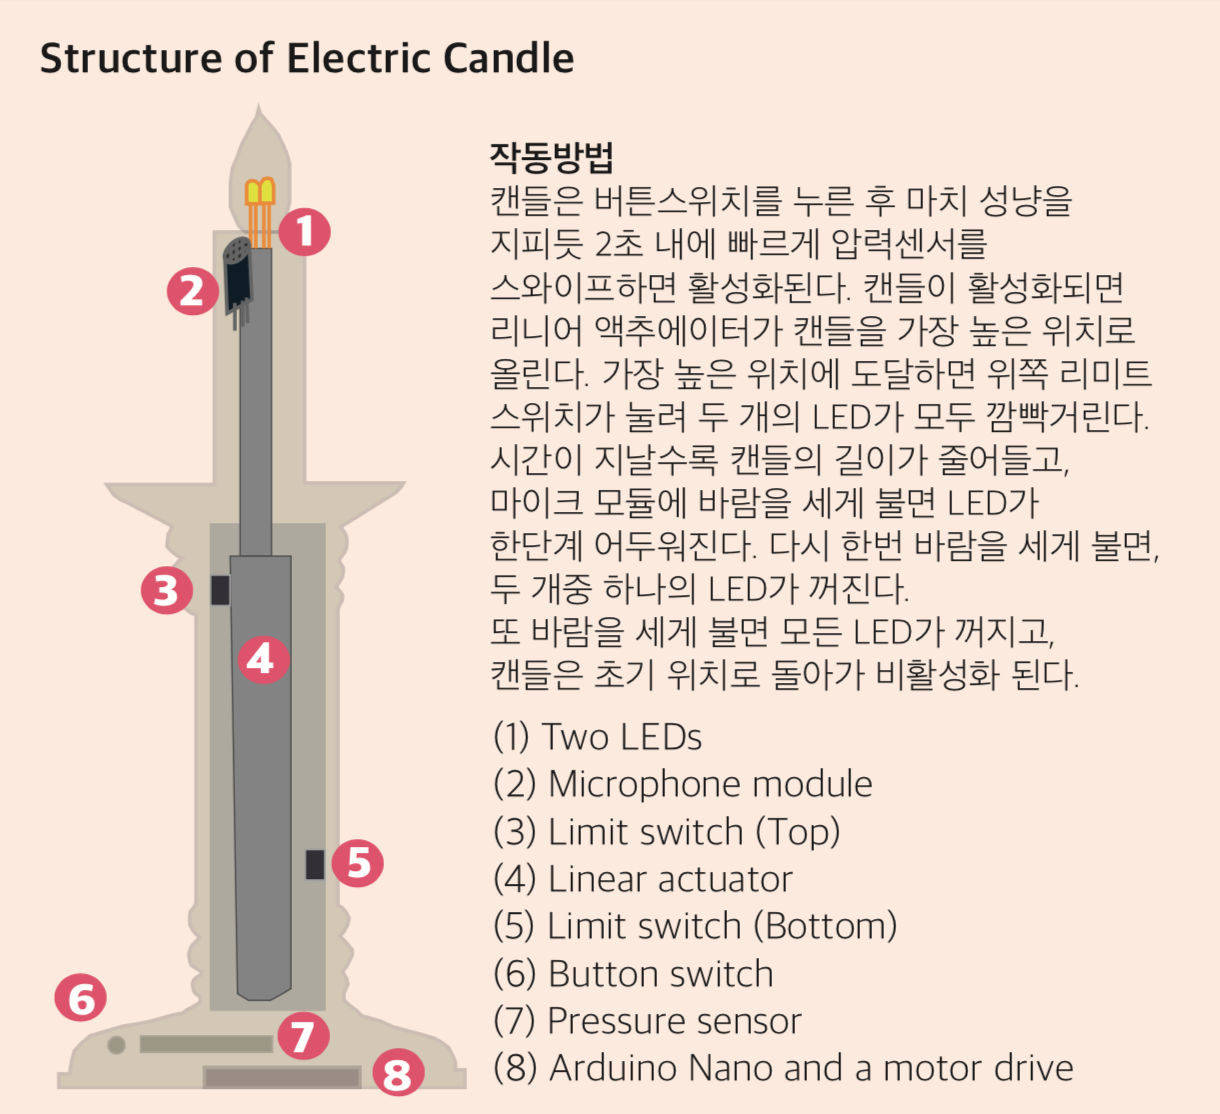 Structure of Electric Candle
작동방법
캔들은 버튼스위치를 누른 후 마치 성냥을
지피듯 2초 내에 빠르게 압력센서를
스와이프하면 활성화된다. 캔들이 활성화되면
리니어 액추에이터가 캔들을 가장 높은 위치로
올린다. 가장 높은 위치에 도달하면 위쪽 리미트
스위치가 눌려 두 개의 LED가 모두 깜빡거린다.
시간이 지날수록 캔들의 길이가 줄어들고,
마이크 모듈에 바람을 세게 불면 LED가
한단계 어두워진다. 다시 한번 바람을 세게 불면,
두 개중 하나의 LED가 꺼진다.
또 바람을 세게 불면 모든 LED가 꺼지고,
캔들은 초기 위치로 돌아가 비활성화 된다.
(1) Two LEDs
(2) Microphone module
(3) Limit switch (Top)
(4) Linear actuator
(5) Limit switch (Bottom)
(6) Button switch
(7) Pressure sensor
(8) Arduino Nano and a motor drive
1
2
3
4
5
6
7
8